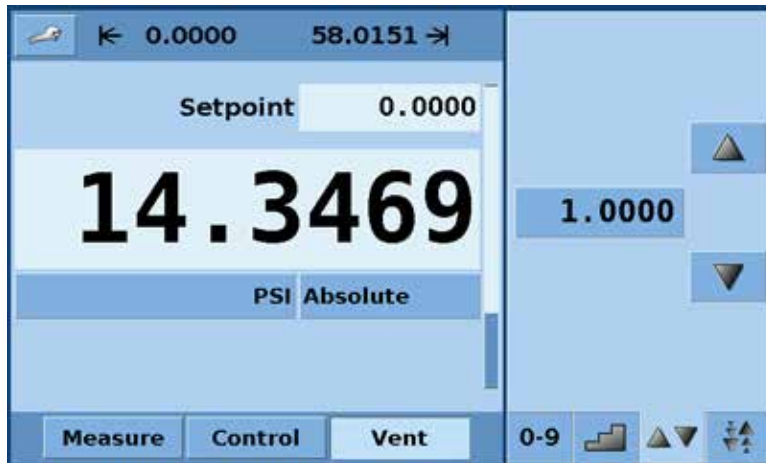 0.0000 58.0151
Setpoint 0.0000
14.3469
1.0000
PSI Absolute
Measure Control Vent
0-9